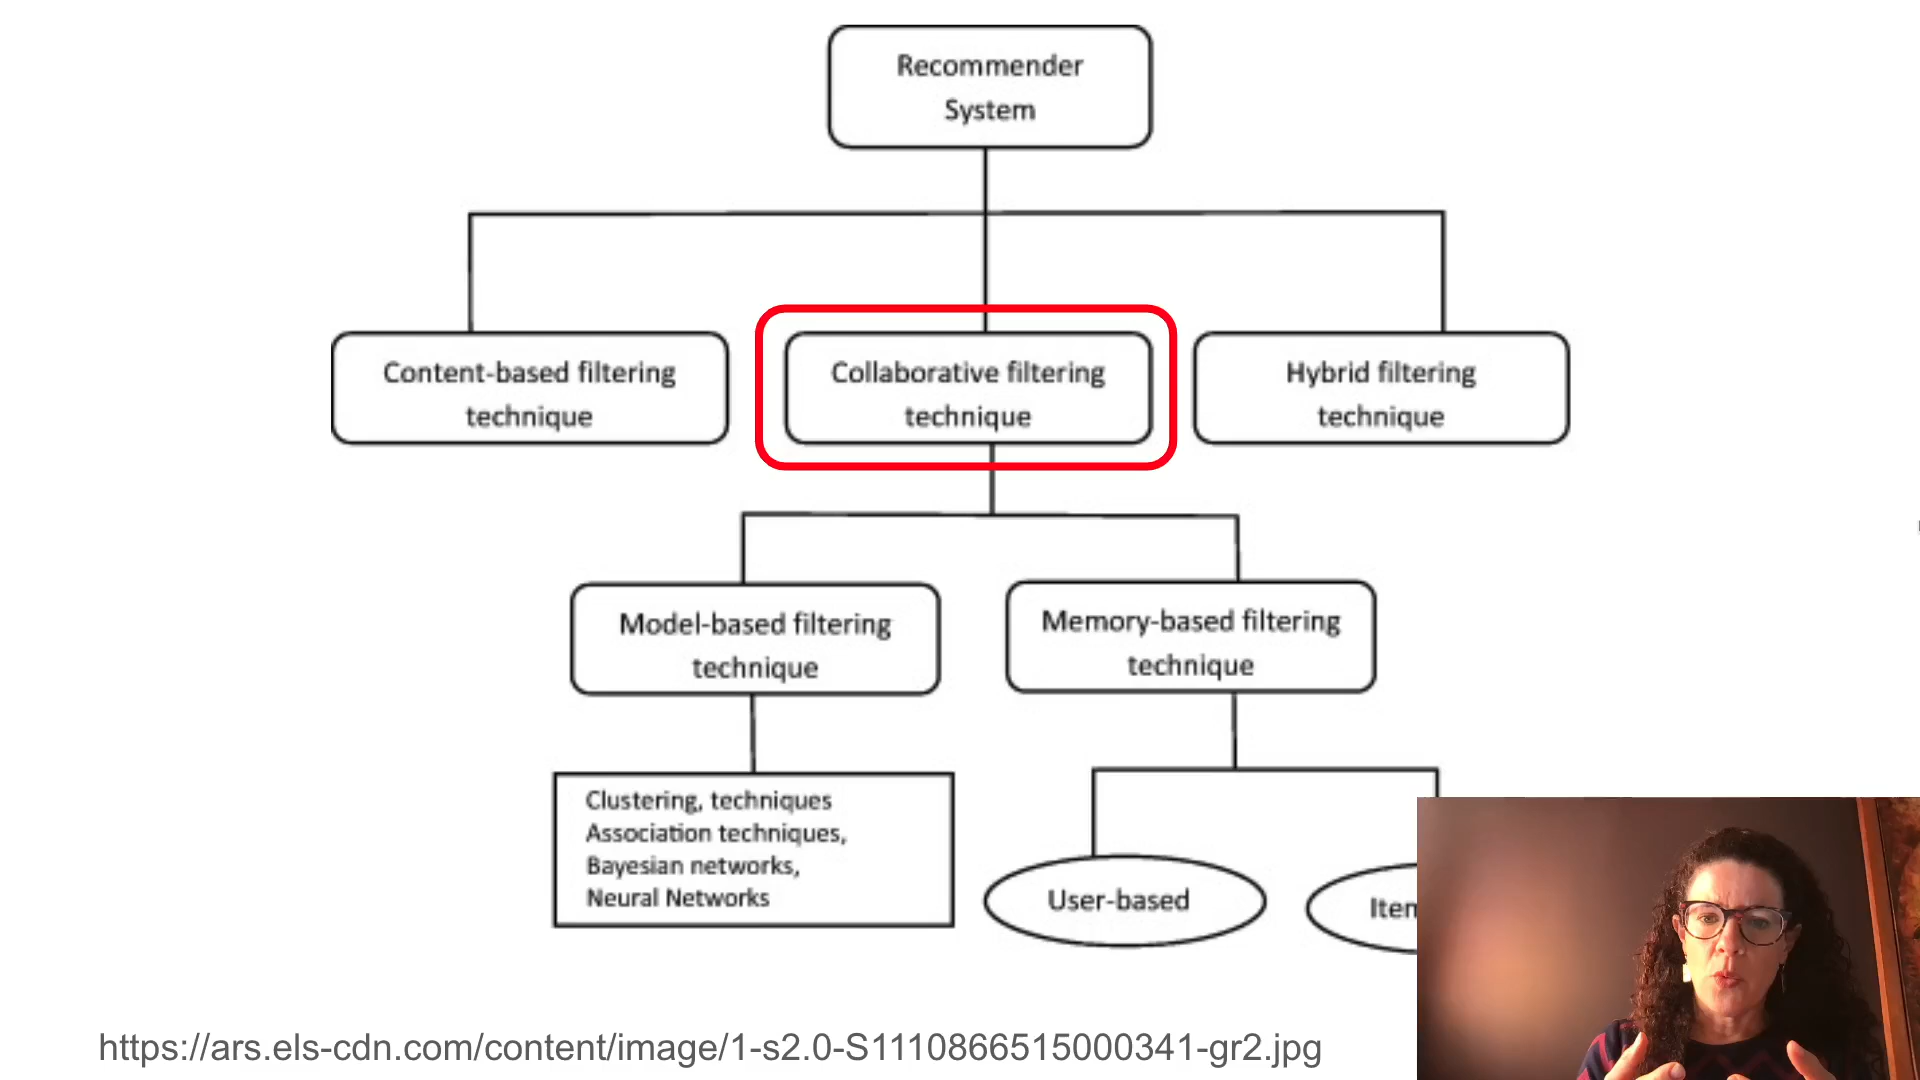 Recommender
System
Content-based filtering
technique
Collaborative filtering
technique
Hybrid filtering
technique
Model-based filtering
technique
Memory-based filtering
technique
Clustering, techniques
Association techniques,
Bayesian networks,
Neural Networks
User-based
https://ars.els-cdn.com/content/image/1-s2.0-S1110866515000341-gr2.jpg